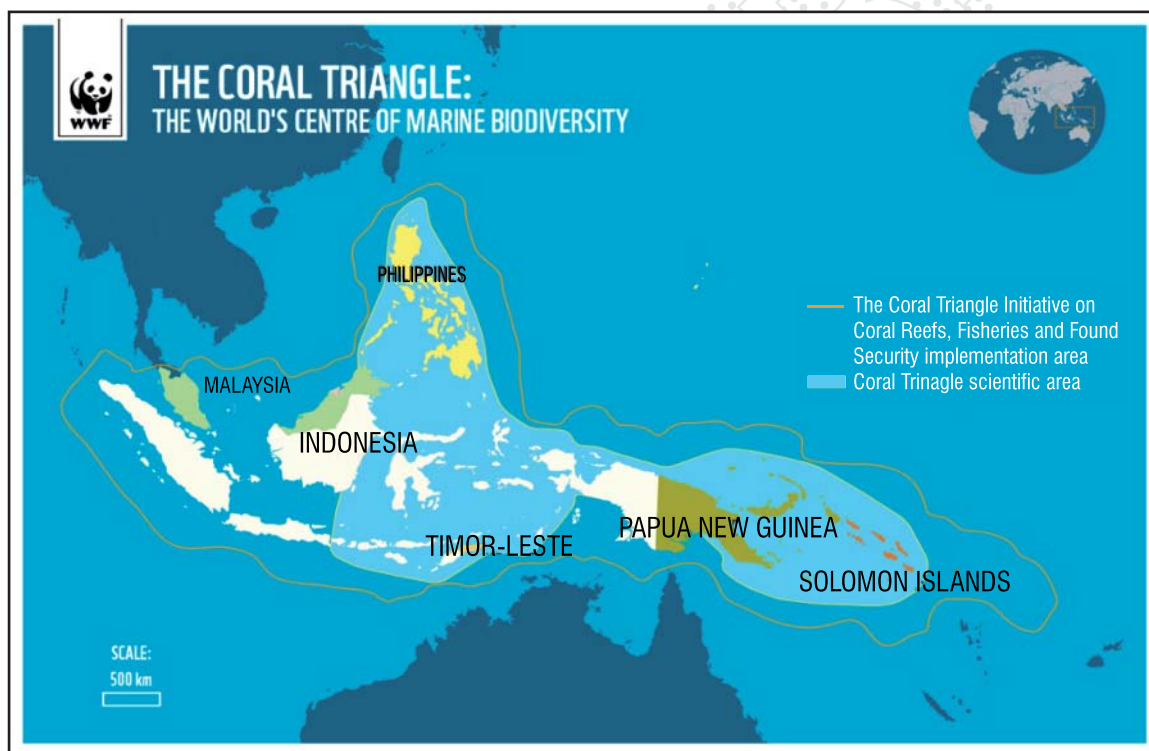 WWF
THE CORAL TRIANGLE:
THE WORLD'S CENTRE OF MARINE BIODIVERSITY
PHILIPPINES
The Coral Triangle Initiative on
Coral Reefs, Fisheries and Found
Security implementation area
Coral Trinagle scientific area
MALAYSIA
INDONESIA
PAPUA NEW GUINEA
TIMOR-LESTE
SOLOMON ISLANDS
SCALE:
500 km